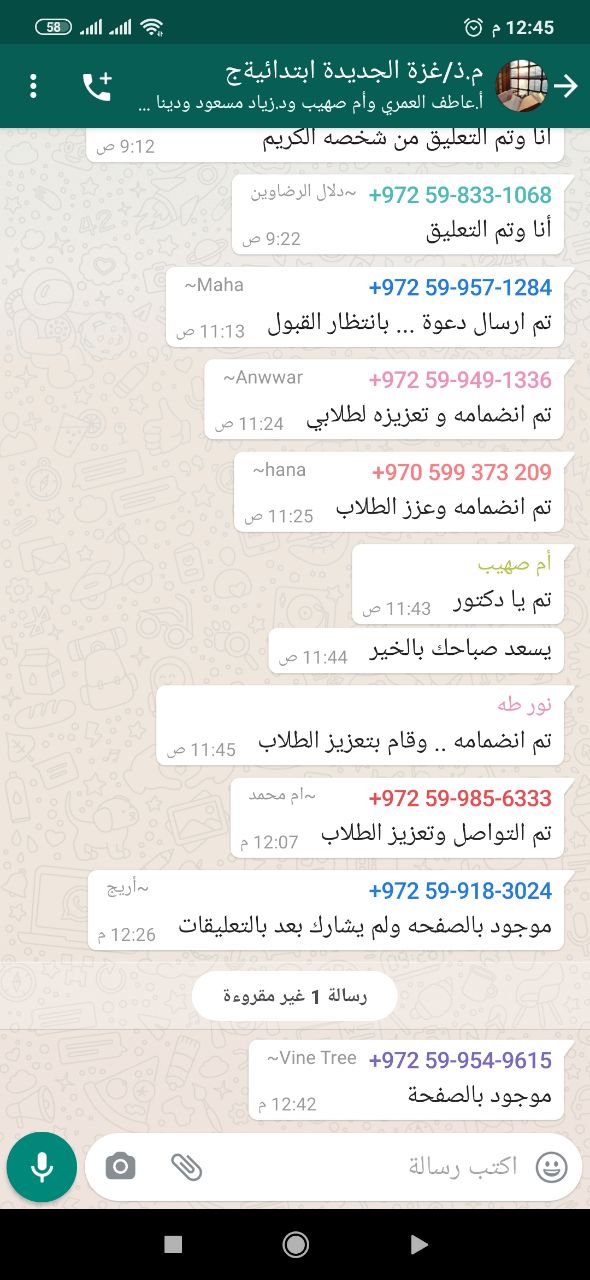 12:45 م
58
م.ذ/غزة الجديدة ابتدائيةج
أ.عاطف العمري وأم صهيب ود.زياد مسعود ودينا ...
أنا وتم التعليق من شخصه الكريم
9:12 ص
+972 59-833-1068 ~دلال الرضاوين
أنا وتم التعليق
9:22 ص
+972 59-957-1284 ~Maha
تم ارسال دعوة ... بانتظار القبول
11:13 ص
+972 59-949-1336 ~Anwwar
تم انضمامه و تعزيزه لطلابي
11:24 ص
+970 599 373 209 ~hana
تم انضمامه وعزز الطلاب
11:25 ص
أم صهيب
تم يا دكتور
11:43 ص
يسعد صباحك بالخير
11:44 ص
نور طه
تم انضمامه .. وقام بتعزيز الطلاب
11:45 ص
+972 59-985-6333 ~ام محمد
تم التواصل وتعزيز الطلاب
12:07 م
+972 59-918-3024 ~أريج
موجود بالصفحه ولم يشارك بعد بالتعليقات
12:26 م
رسالة 1 غير مقروءة
+972 59-954-9615 ~Vine Tree
موجود بالصفحة
12:42 م
اكتب رسالة